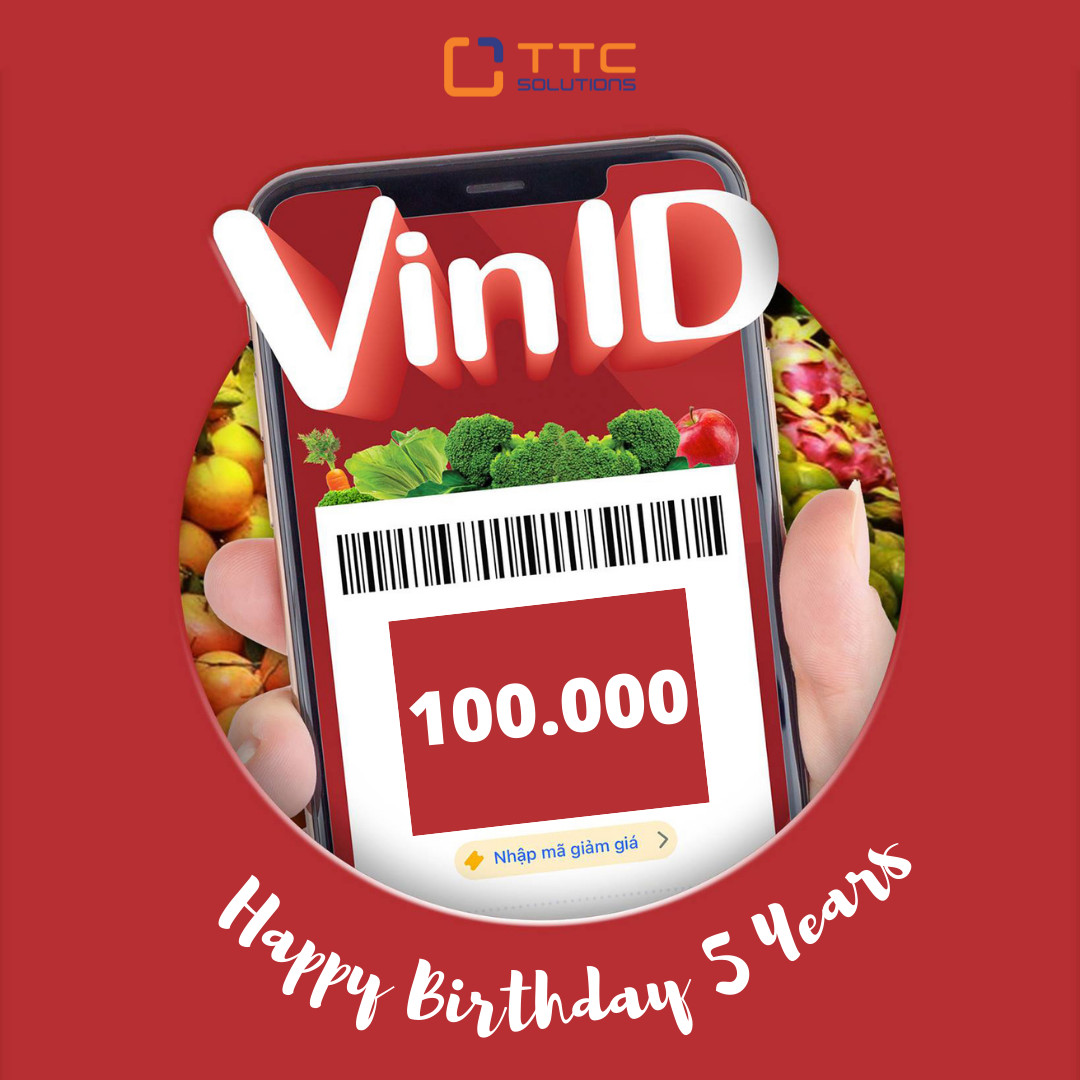 TTC
SOLUTIONS
VinID
100.000
Nhập mã giảm giá
Happy Birthday 5 Years